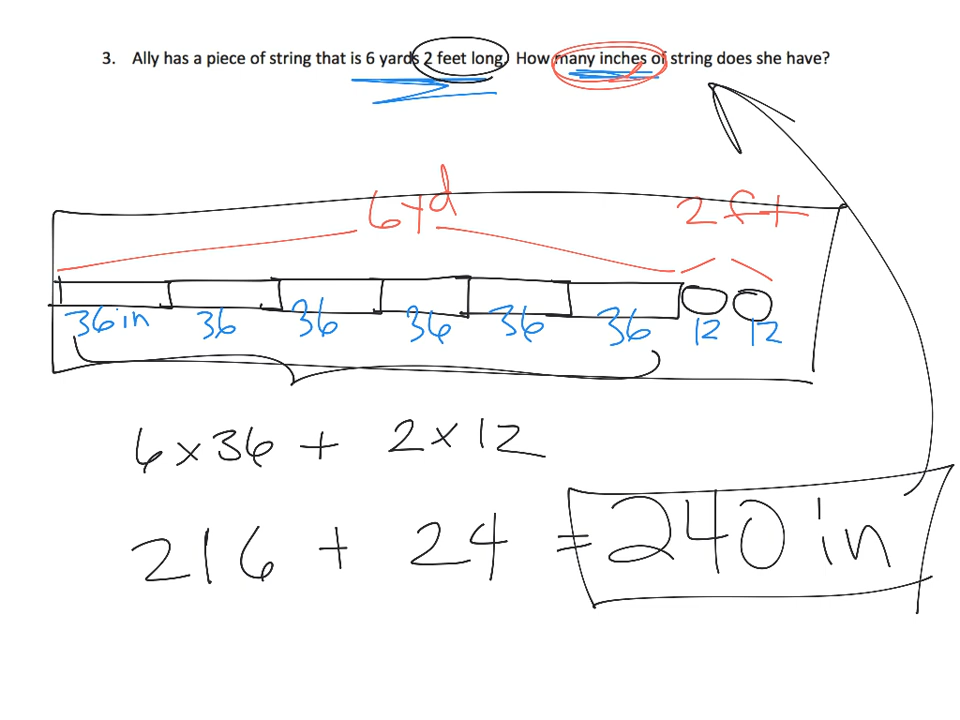 3. Ally has a piece of string that is 6 yards 2 feet long. How many inches of string does she have?
6yd 2 ft
36in 36 36 36 36 36 12 12
6 x 36 + 2 x 12
216 + 24 = 240 in